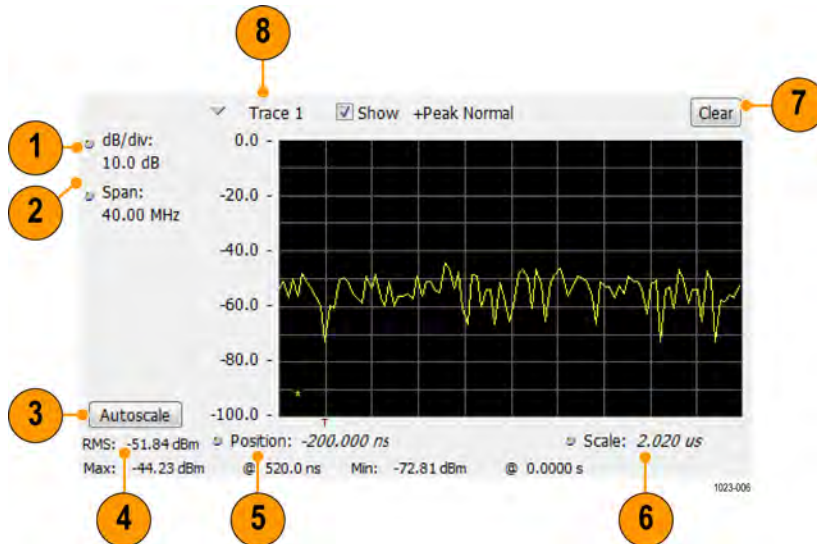 8
Trace 1 Show +Peak Normal Clear
7
1
dB/div:
10.0 dB
2
Span:
40.00 MHz
0.0 -
-20.0 -
-40.0 -
-60.0 -
-80.0 -
-100.0 -
T
3
Autoscale
RMS: -51.84 dBm Position: -200.000 ns Scale: 2.020 us
Max: -44.23 dBm @ 520.0 ns Min: -72.81 dBm @ 0.0000 s
1023-006
4
5
6